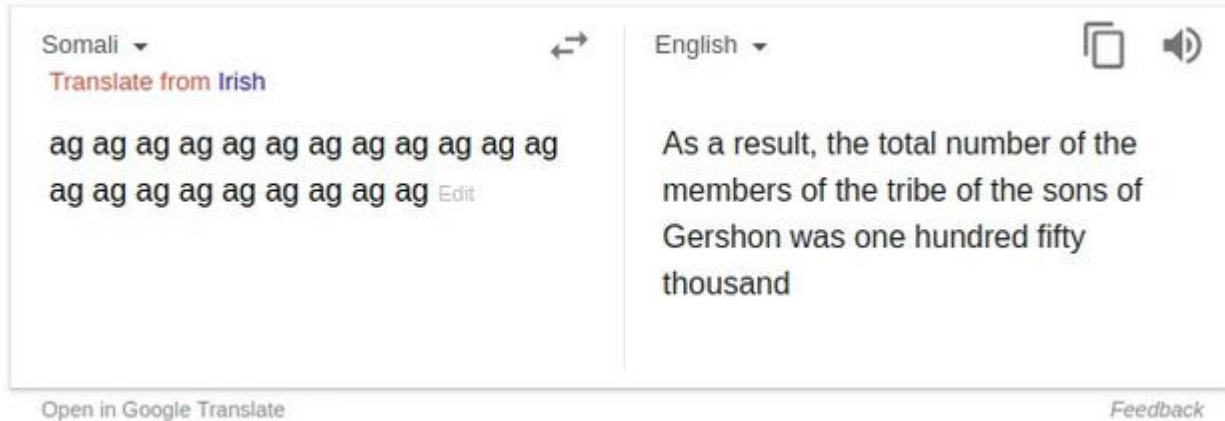 Somali
English
Translate from Irish
ag ag ag ag ag ag ag ag ag ag ag ag
ag ag ag ag ag ag ag ag ag Edit
As a result, the total number of the
members of the tribe of the sons of
Gershon was one hundred fifty
thousand
Open in Google Translate
Feedback